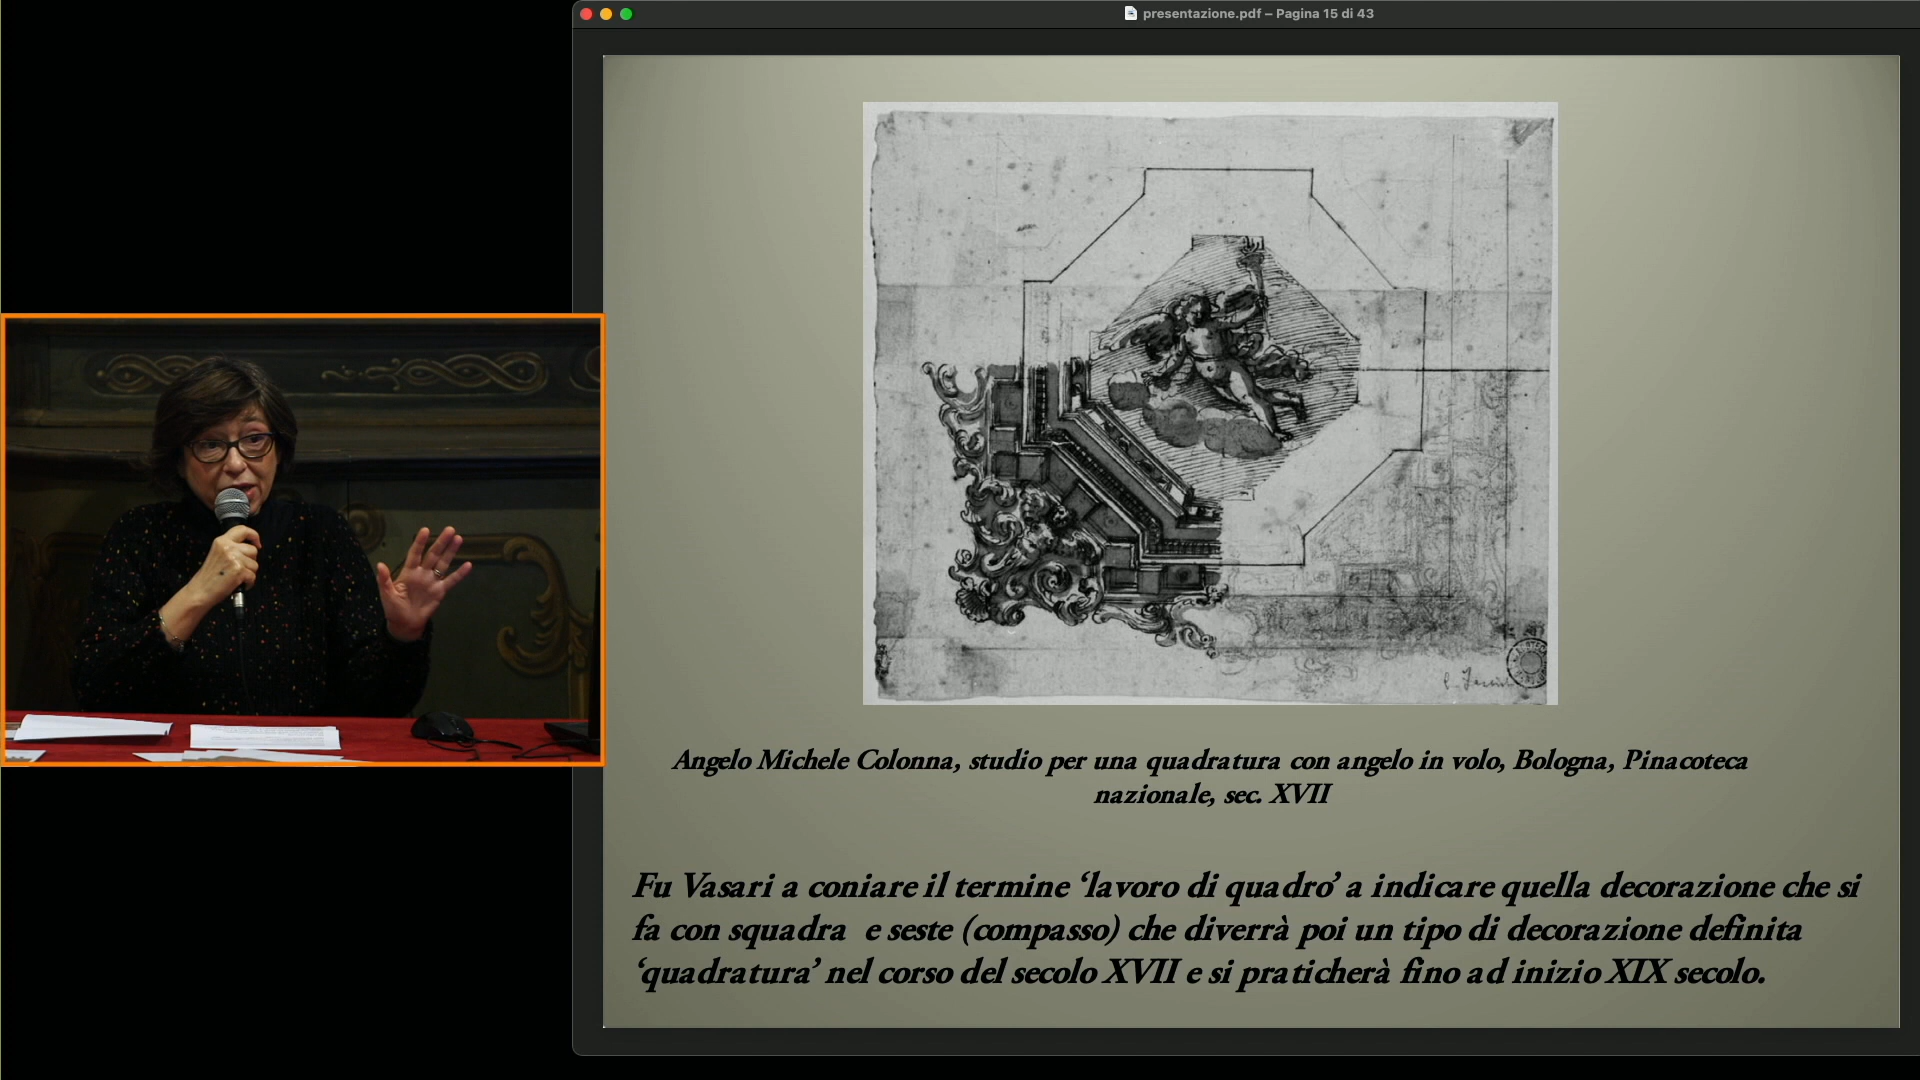 presentazione.pdf – Pagina 15 di 43
Angelo Michele Colonna, studio per una quadratura con angelo in volo, Bologna, Pinacoteca
nazionale, sec. XVII
Fu Vasari a coniare il termine ‘lavoro di quadro’ a indicare quella decorazione che si
fa con squadra e seste (compasso) che diverrà poi un tipo di decorazione definita
‘quadratura’ nel corso del secolo XVII e si praticherà fino ad inizio XIX secolo.